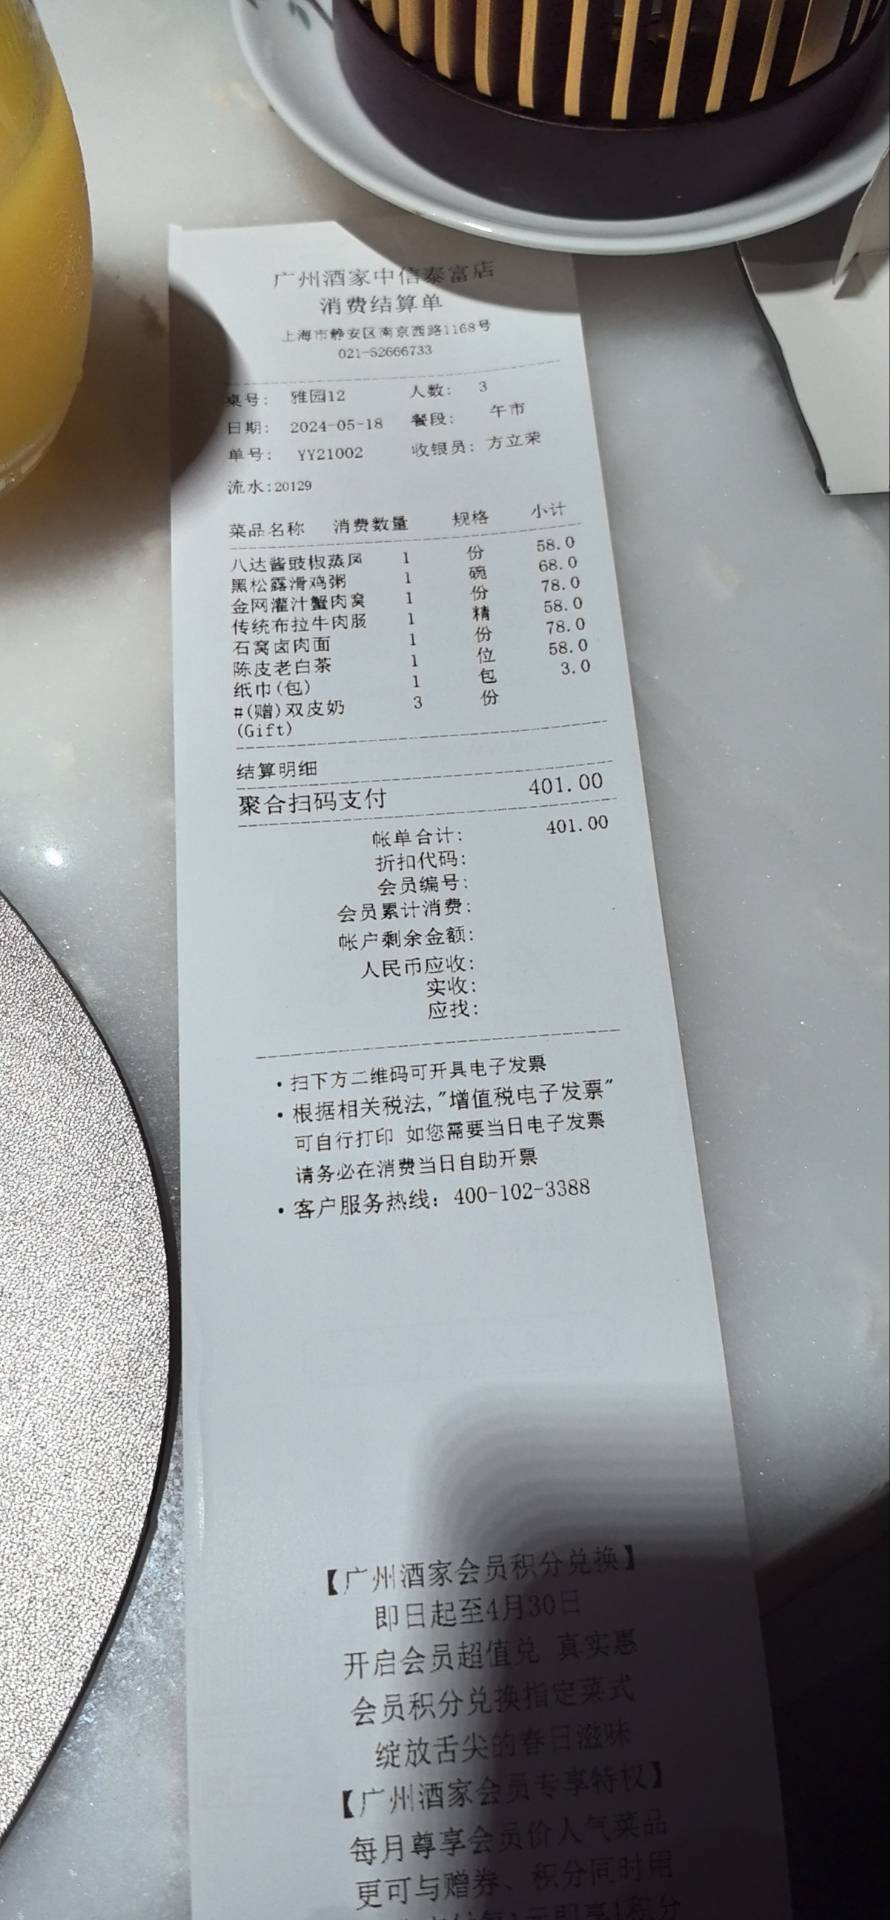 广州酒家中信泰富店
消费结算单
上海市静安区南京西路1168号
021-52666733
桌号: 雅园12 人数: 3
日期: 2024-05-18 餐段: 午市
单号: YY21002 收银员: 方立荣
流水:20129
菜品名称 消费数量 规格 小计
八达酱豉椒蒸凤 1 份 58.0
黑松露滑鸡粥 1 碗 68.0
金网灌汁蟹肉窝 1 份 78.0
传统布拉牛肉肠 1 精 58.0
石窝卤肉面 1 份 78.0
陈皮老白茶 1 位 58.0
纸巾(包) 1 包 3.0
#(赠)双皮奶 3 份
(Gift)
结算明细
聚合扫码支付 401.00
帐单合计: 401.00
折扣代码:
会员编号:
会员累计消费:
帐户剩余金额:
人民币应收:
实收:
应找:
·扫下方二维码可开具电子发票
·根据相关税法,"增值税电子发票"
可自行打印 如您需要当日电子发票
请务必在消费当日自助开票
·客户服务热线: 400-102-3388
【广州酒家会员积分兑换】
即日起至4月30日
开启会员超值兑 真实惠
会员积分兑换指定菜式
绽放舌尖的春日滋味
【广州酒家会员专享特权】
每月尊享会员价人气菜品
更可与赠券、积分同时用
每1元即享1积分